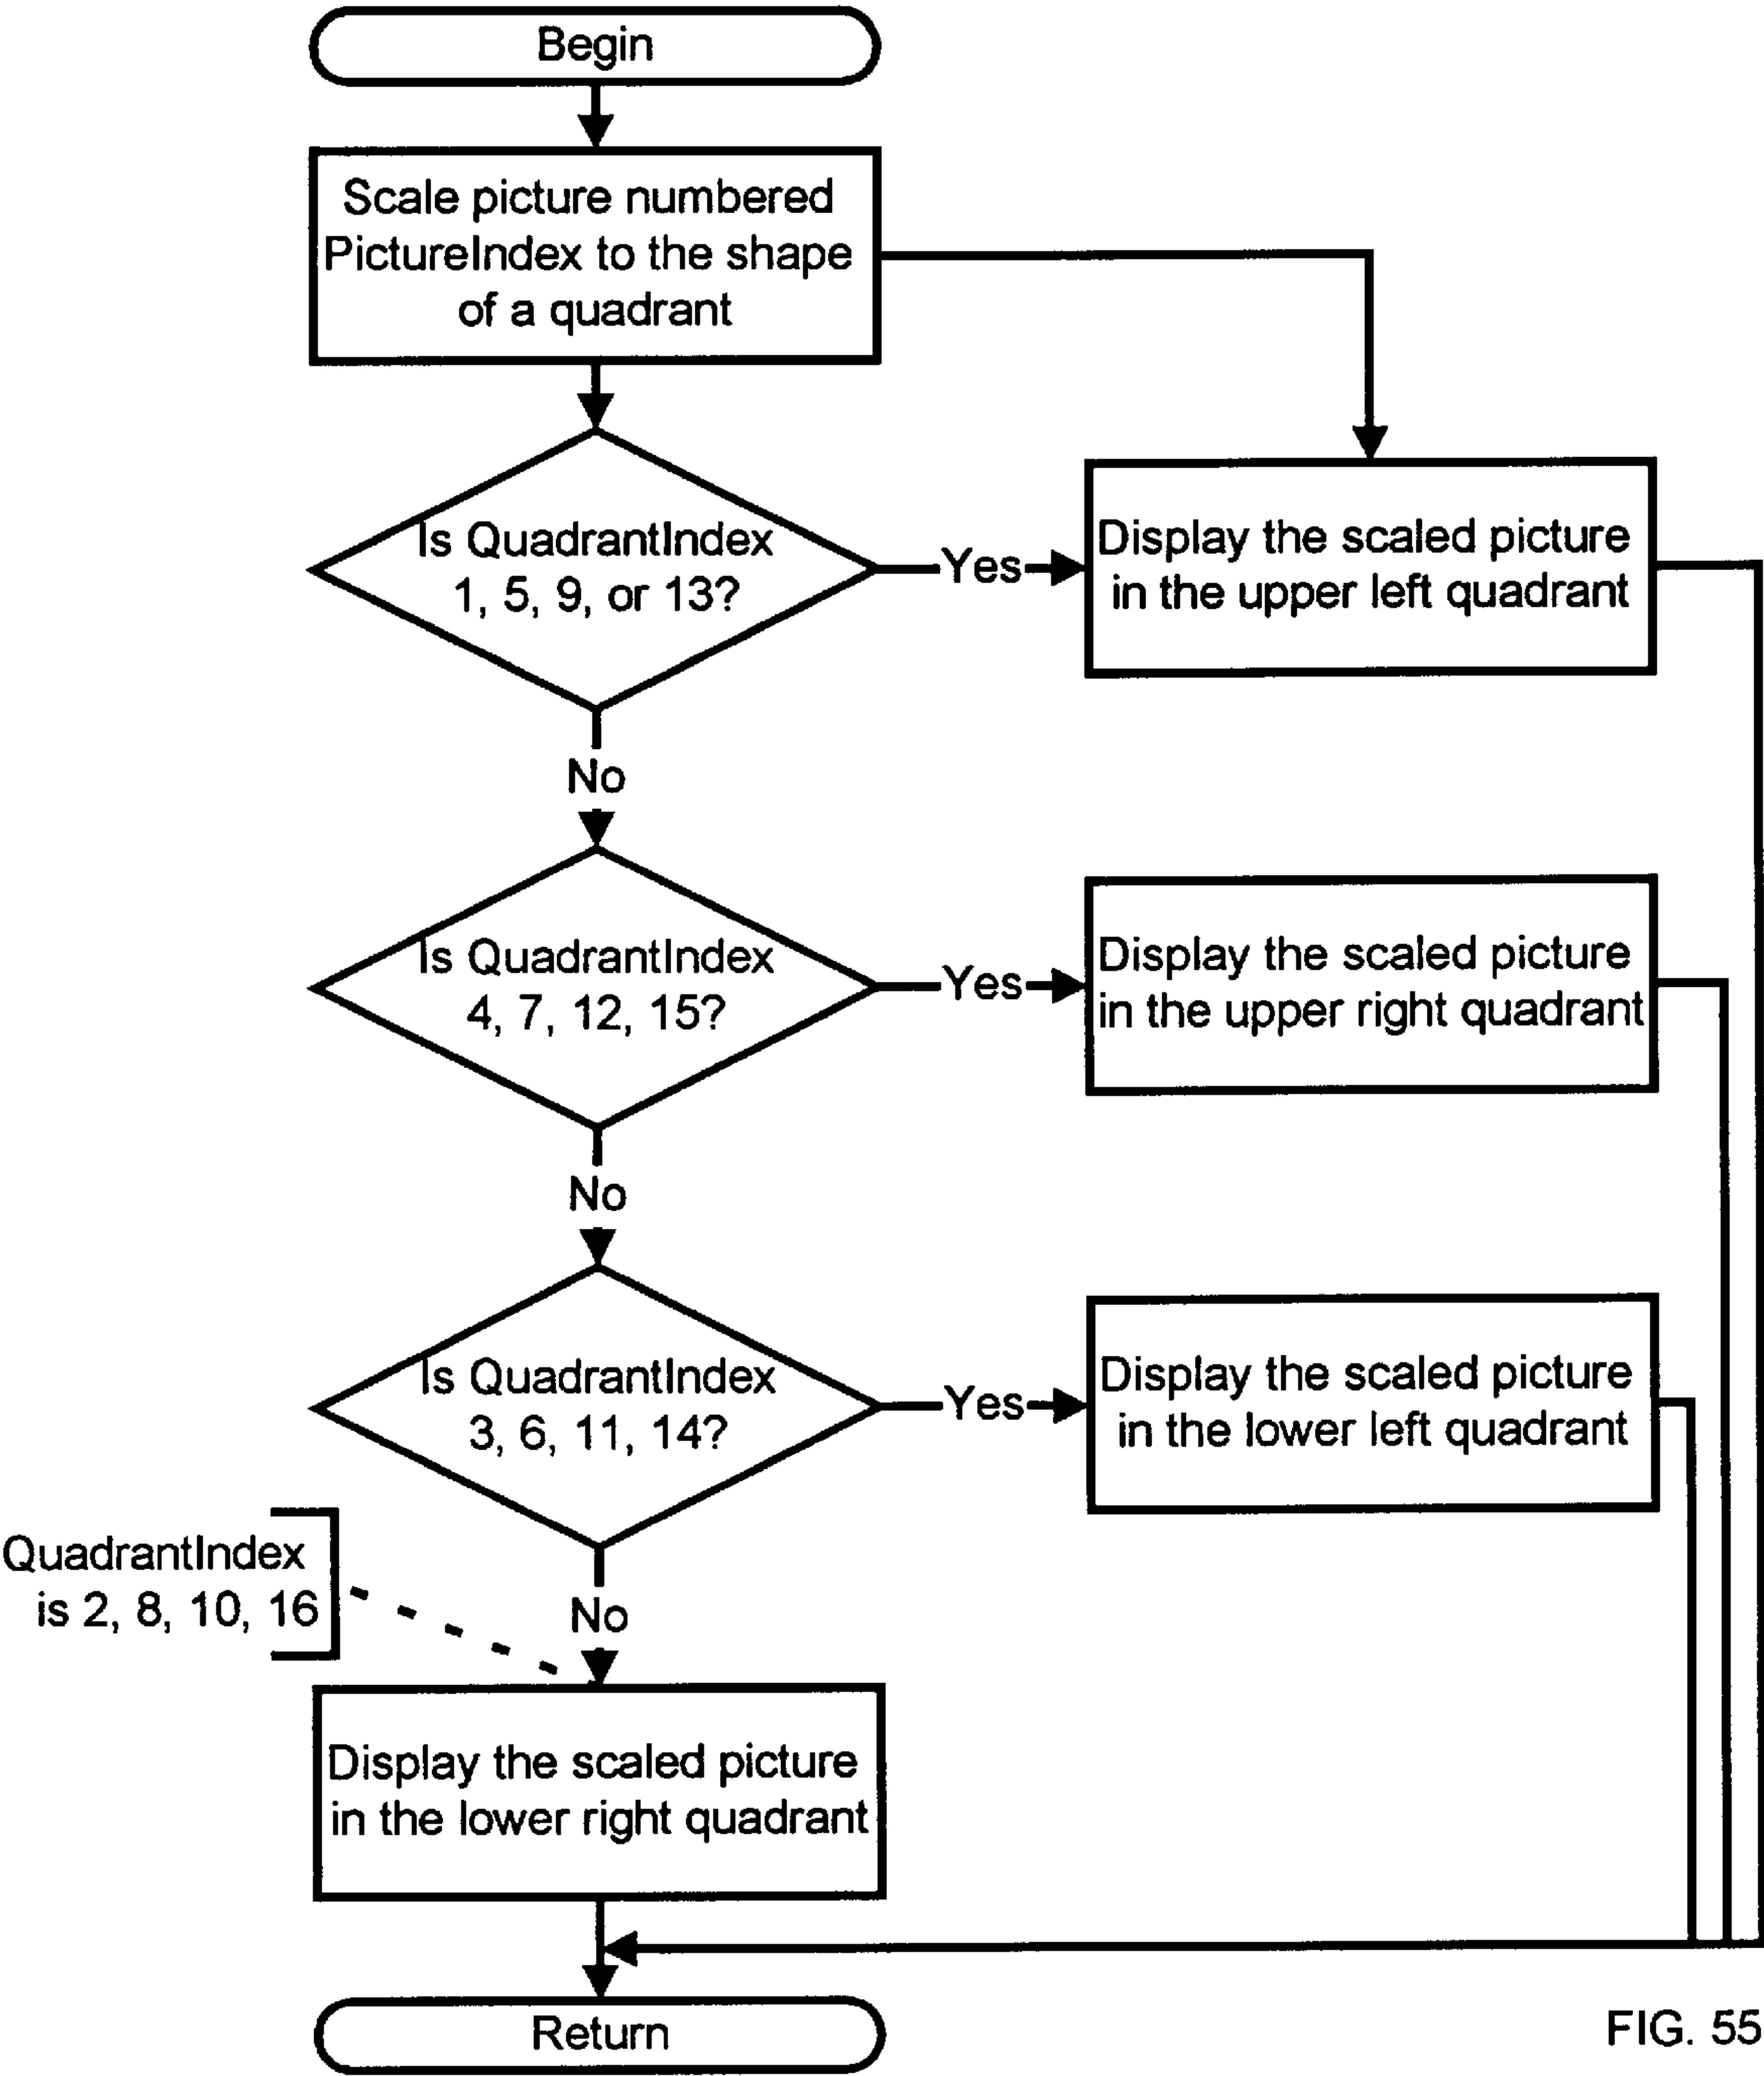 Begin
Scale picture numbered
PictureIndex to the shape
of a quadrant
Is QuadrantIndex
1, 5, 9, or 13?
Yes
Display the scaled picture
in the upper left quadrant
No
Is QuadrantIndex
4, 7, 12, 15?
Yes
Display the scaled picture
in the upper right quadrant
No
Is QuadrantIndex
3, 6, 11, 14?
Yes
Display the scaled picture
in the lower left quadrant
QuadrantIndex
is 2, 8, 10, 16
No
Display the scaled picture
in the lower right quadrant
Return
FIG. 55